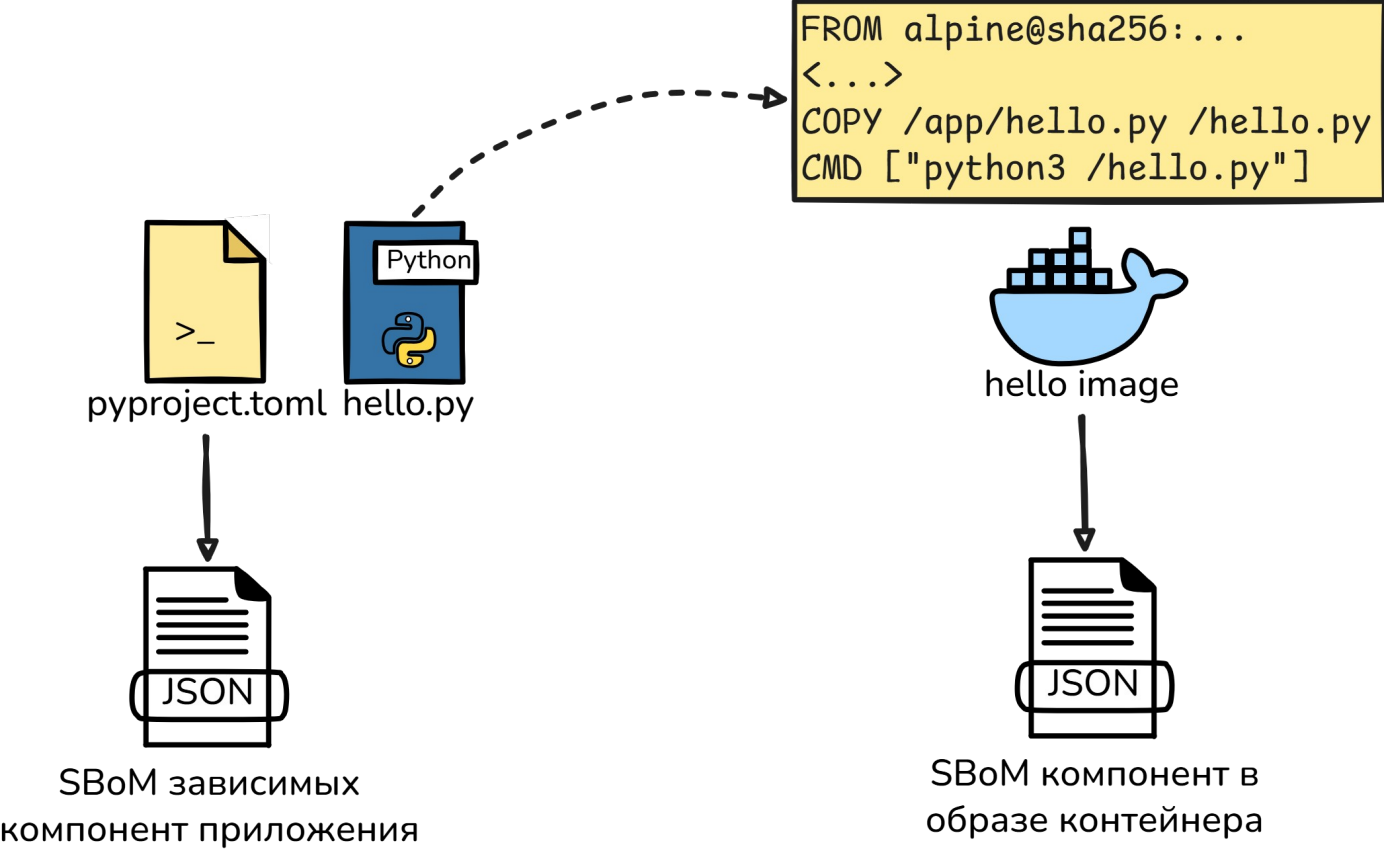 FROM alpine@sha256:...
<...>
COPY /app/hello.py /hello.py
CMD ["python3 /hello.py"]
Python
>_
pyproject.toml
hello.py
hello image
JSON
JSON
SBoM зависимых
компонент приложения
SBoM компонент в
образе контейнера